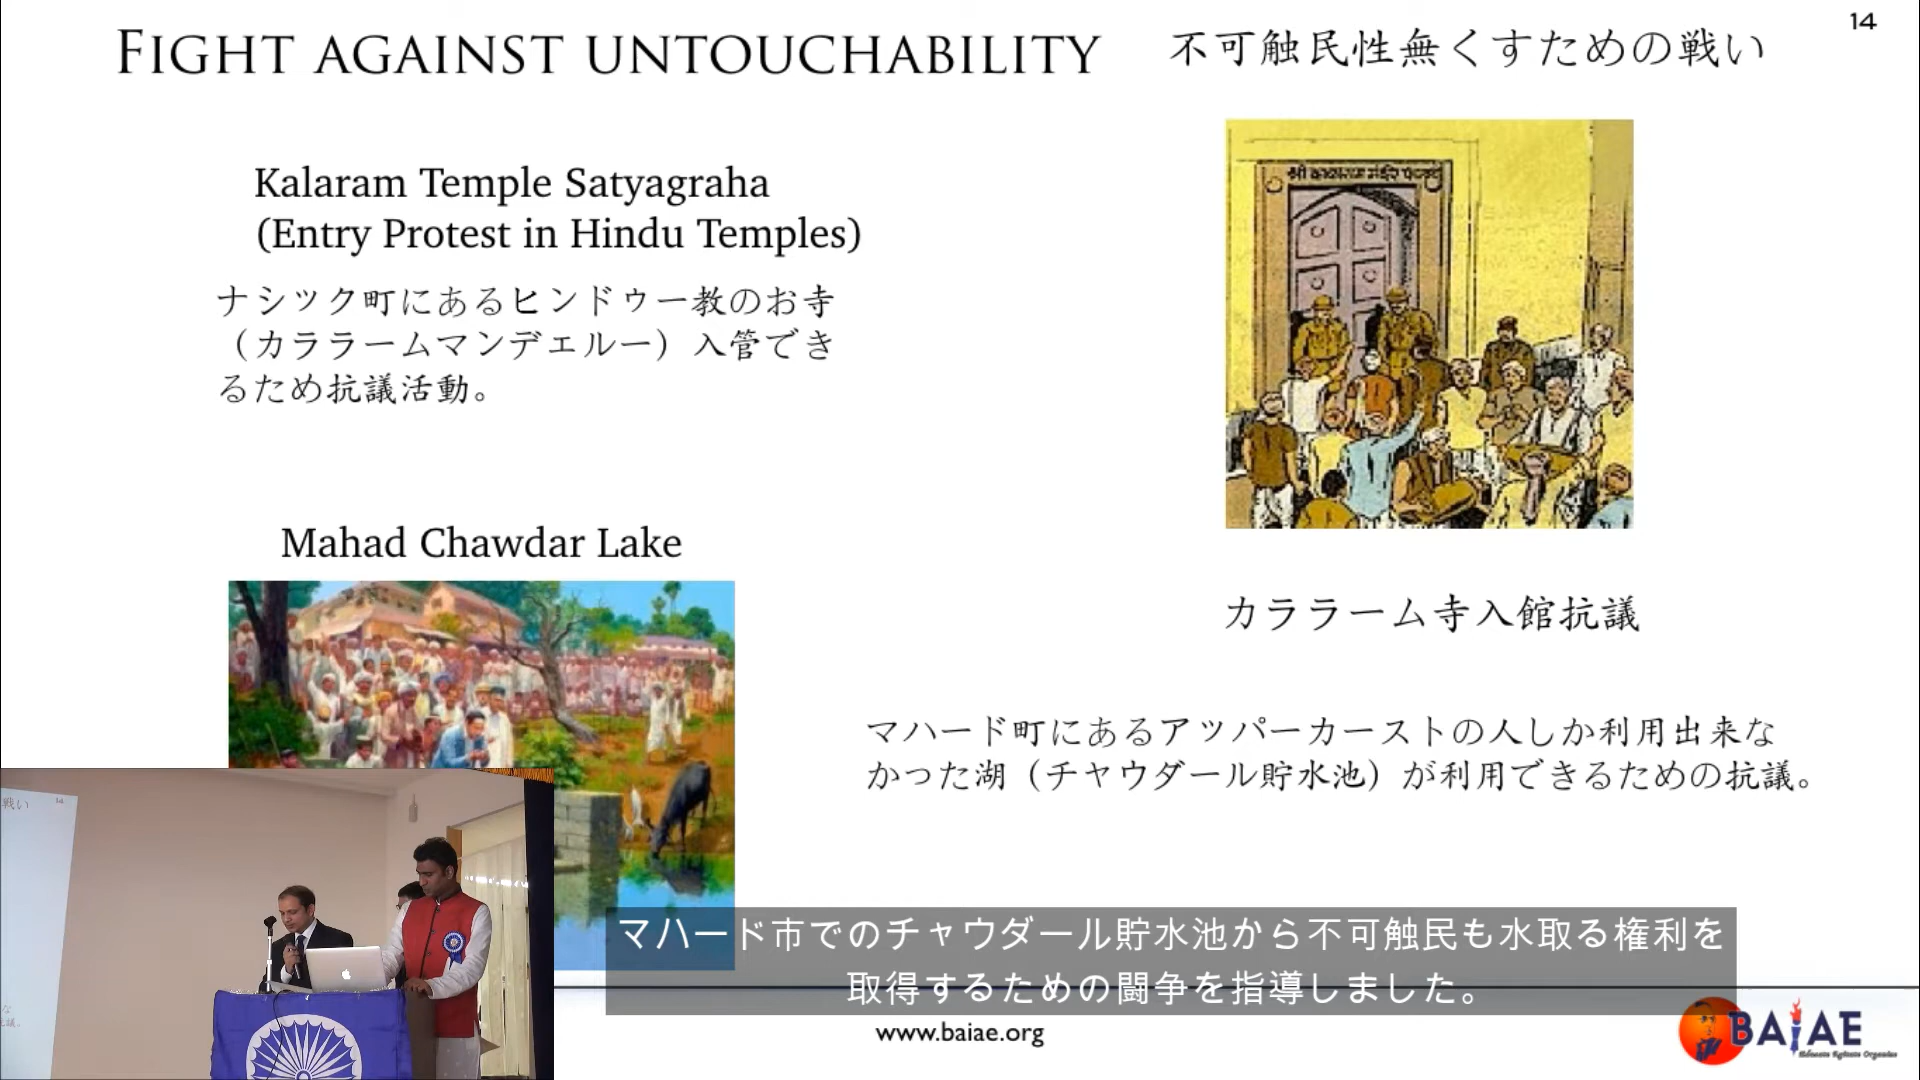 FIGHT AGAINST UNTOUCHABILITY
不可触民性無くすための戦い
14
Kalaram Temple Satyagraha
(Entry Protest in Hindu Temples)
ナシック町にあるヒンドゥー教のお寺
（カララームマンデエルー）入管でき
るため抗議活動。
カララーム寺入館抗議
Mahad Chawdar Lake
マハード町にあるアッパーカーストの人しか利用出来な
かった湖（チャウダール貯水池）が利用できるための抗議。
戦い
14
マハード市でのチャウダール貯水池から不可触民も水取る権利を
取得するための闘争を指導しました。
www.baiae.org
BAIAE
Educate Agitate Organise